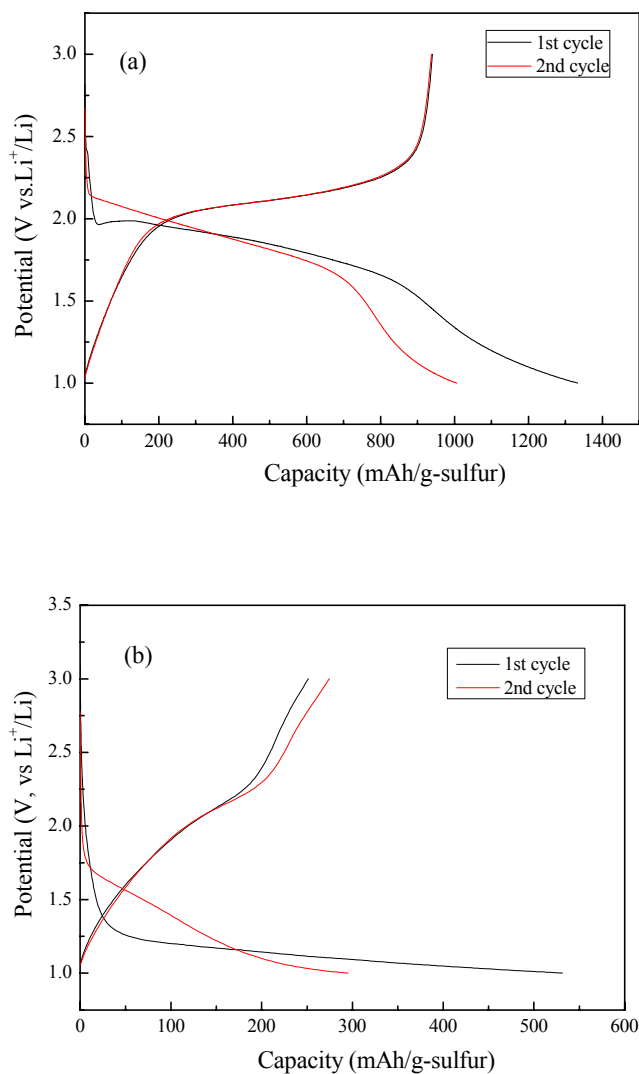 (a)
1st cycle
2nd cycle
3.0
2.5
2.0
1.5
1.0
Potential (V vs.Li⁺/Li)
0 200 400 600 800 1000 1200 1400
Capacity (mAh/g-sulfur)
(b)
1st cycle
2nd cycle
3.5
3.0
2.5
2.0
1.5
1.0
Potential (V, vs Li⁺/Li)
0 100 200 300 400 500 600
Capacity (mAh/g-sulfur)